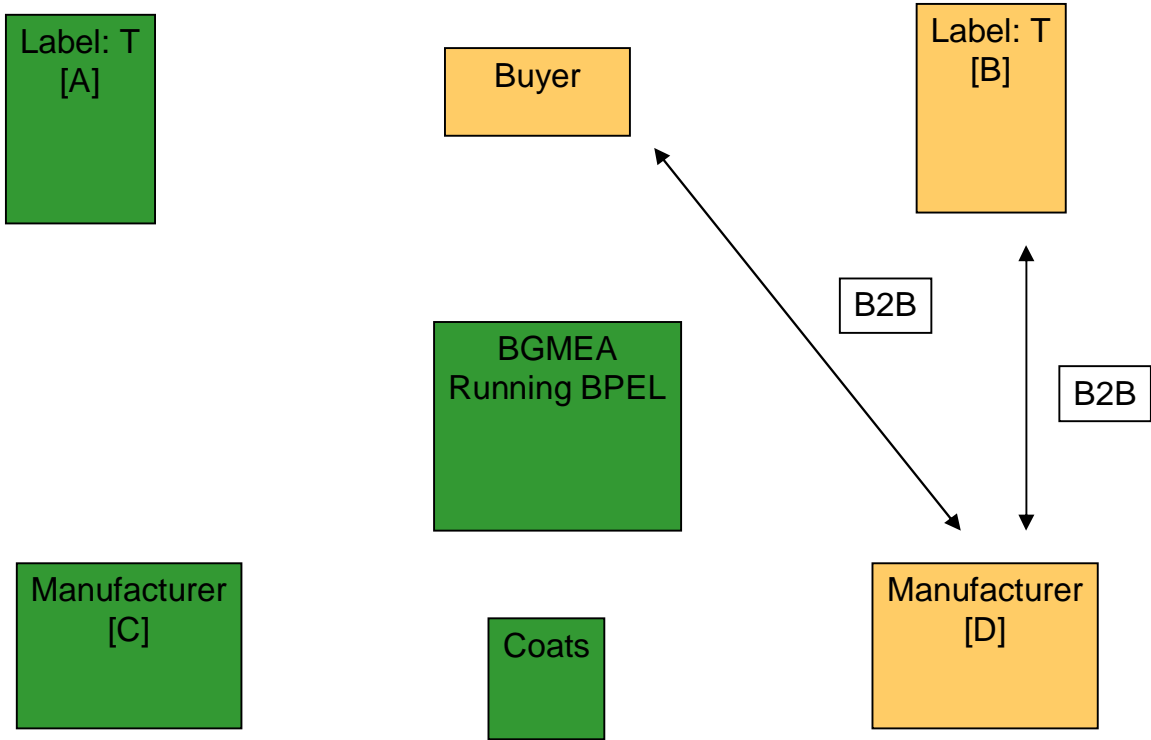 Label: T
[A]
Buyer
Label: T
[B]
B2B
B2B
BGMEA
Running BPEL
Manufacturer
[C]
Coats
Manufacturer
[D]